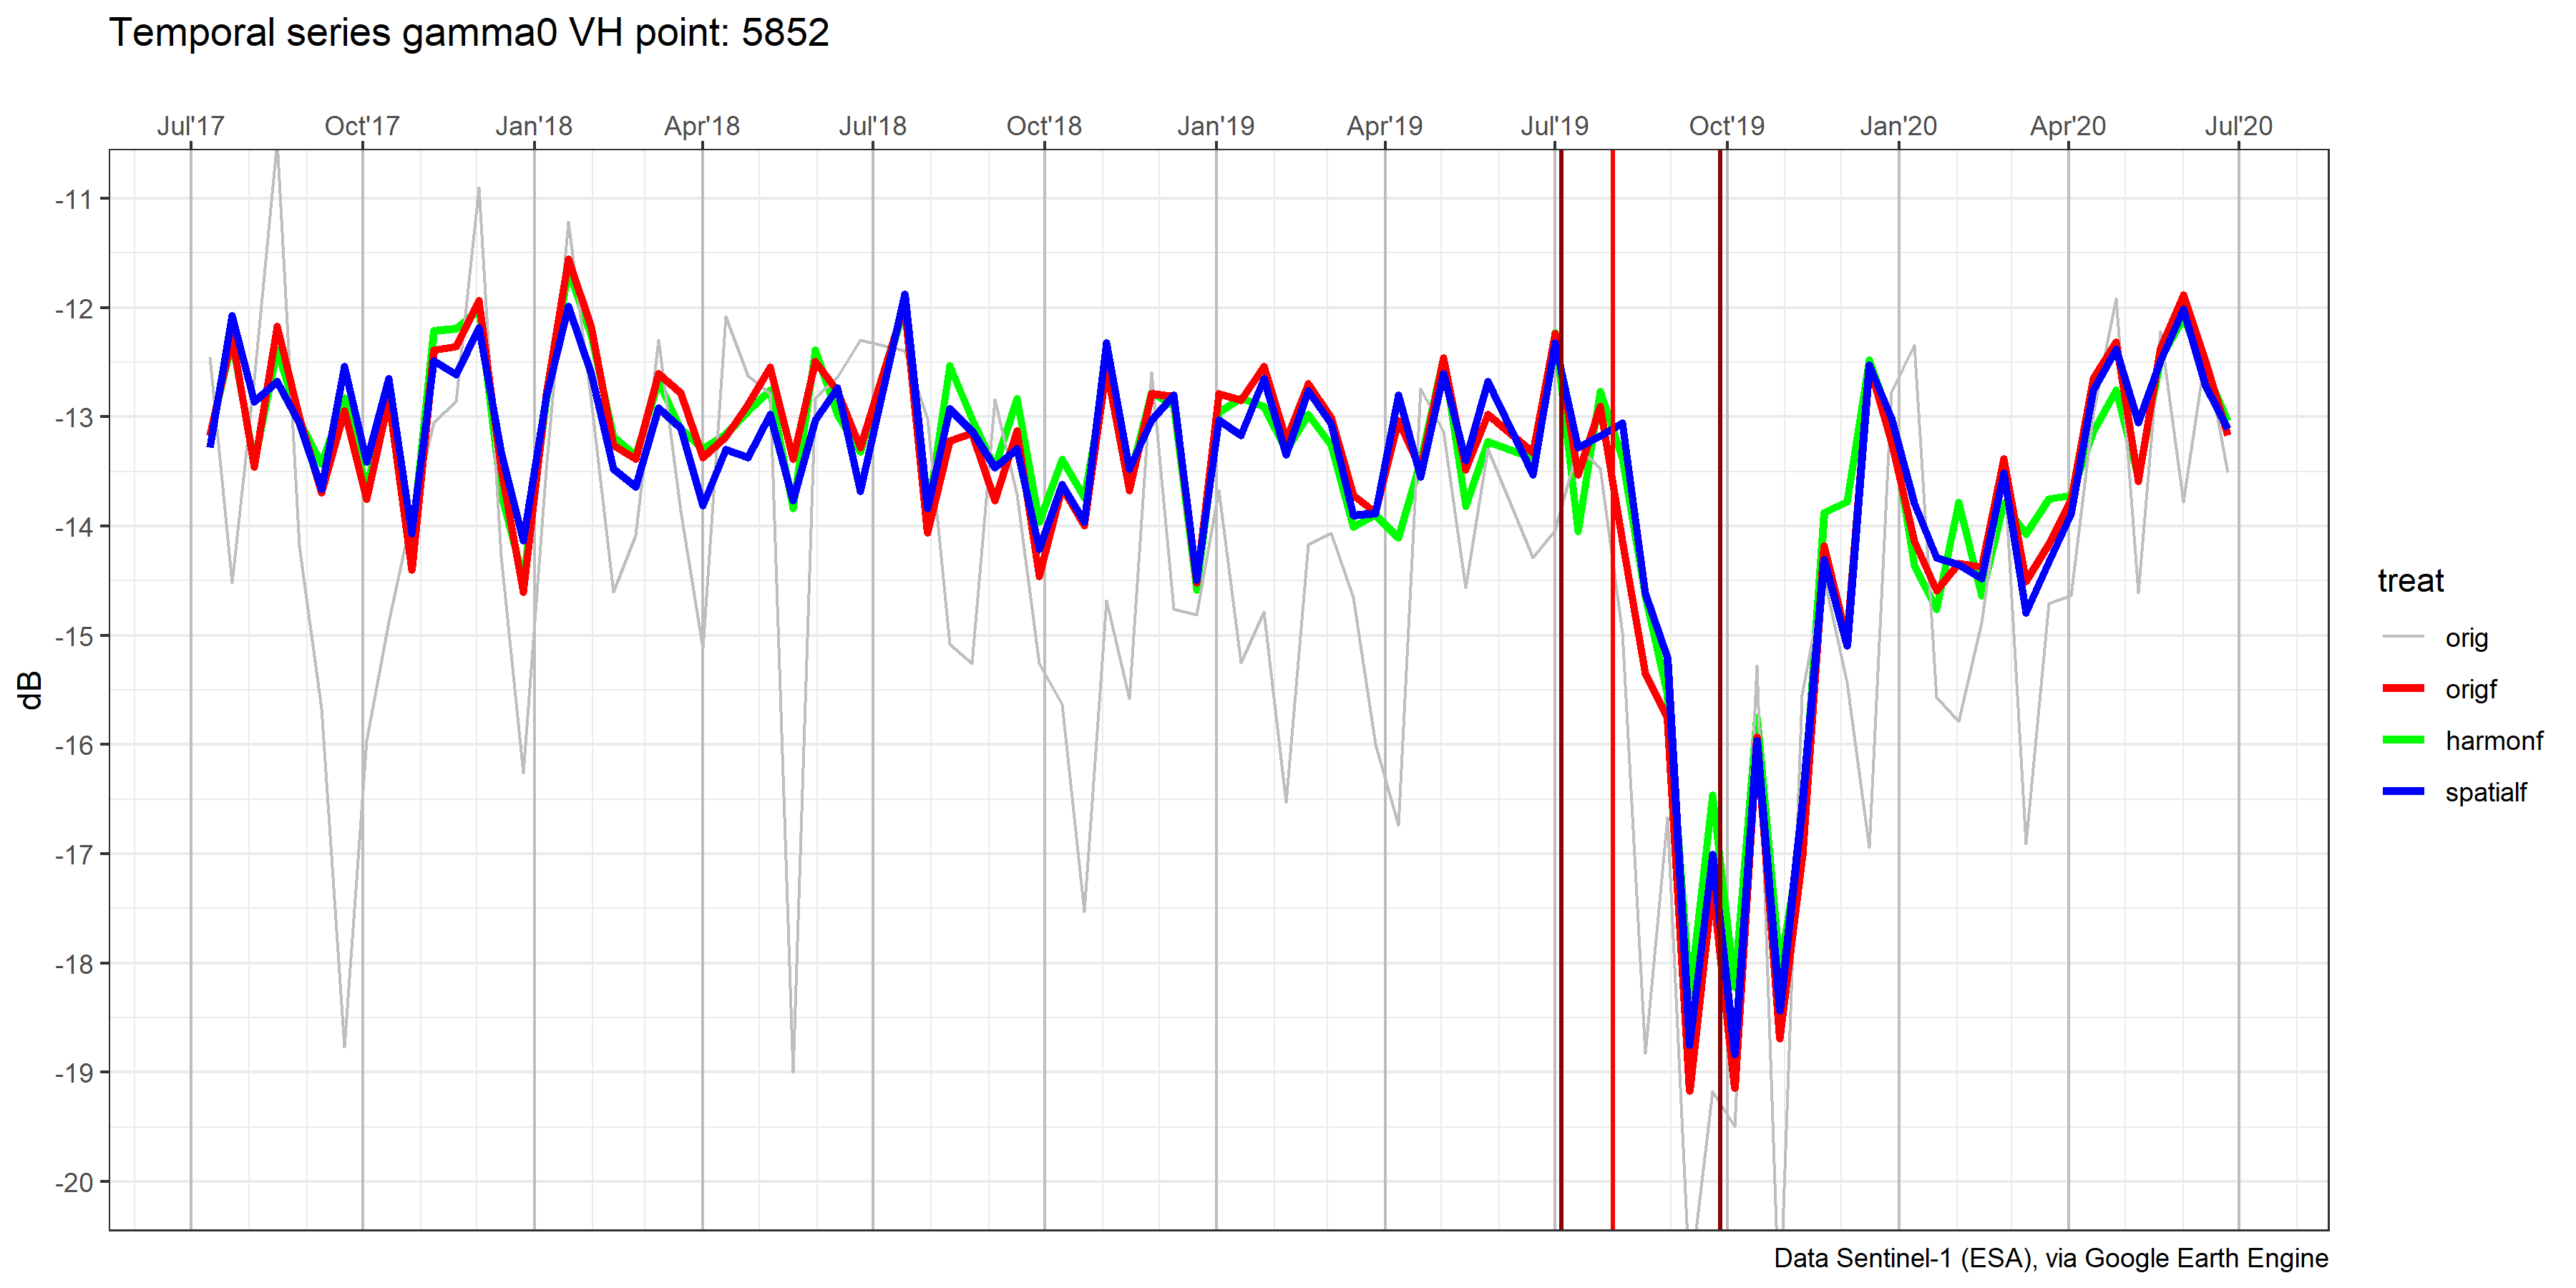 Temporal series gamma0 VH point: 5852
Jul'17 Oct'17 Jan'18 Apr'18 Jul'18 Oct'18 Jan'19 Apr'19 Jul'19 Oct'19 Jan'20 Apr'20 Jul'20
-11
-12
-13
-14
-15
-16
-17
-18
-19
-20
dB
treat
orig
origf
harmonf
spatialf
Data Sentinel-1 (ESA), via Google Earth Engine